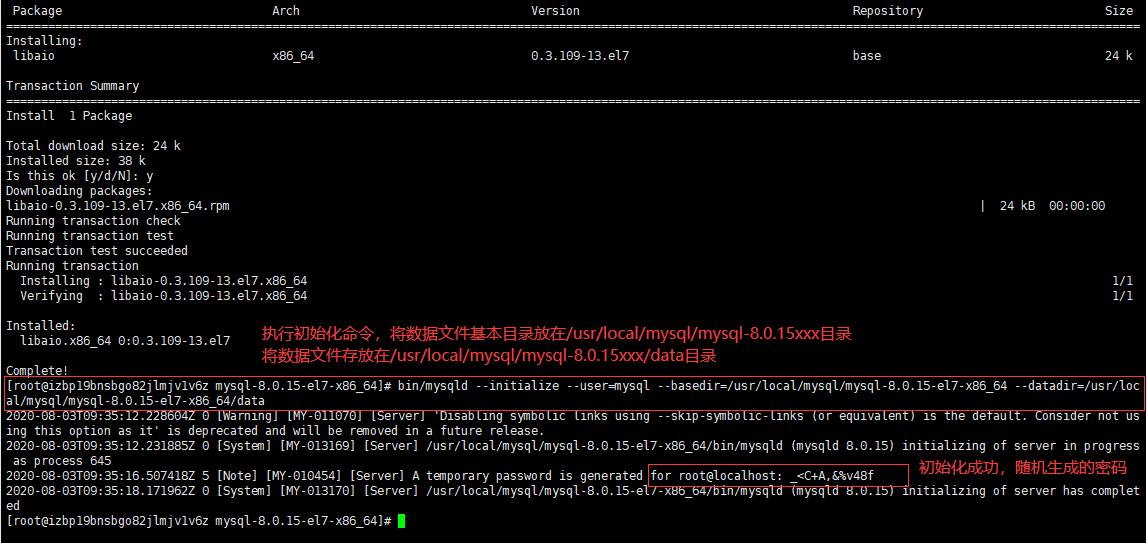 Package Arch Version Repository Size
Installing:
libaio x86_64 0.3.109-13.el7 base 24 k
Transaction Summary
Install 1 Package
Total download size: 24 k
Installed size: 38 k
Is this ok [y/d/N]: y
Downloading packages:
libaio-0.3.109-13.el7.x86_64.rpm | 24 kB 00:00:00
Running transaction check
Running transaction test
Transaction test succeeded
Running transaction
Installing : libaio-0.3.109-13.el7.x86_64 1/1
Verifying : libaio-0.3.109-13.el7.x86_64 1/1
Installed:
执行初始化命令，将数据文件基本目录放在/usr/local/mysql/mysql-8.0.15xxx目录
libaio.x86_64 0:0.3.109-13.el7
将数据文件存放在/usr/local/mysql/mysql-8.0.15xxx/data目录
Complete!
[root@izbp19bnsbgo82jlmjv1v6z mysql-8.0.15-el7-x86_64]# bin/mysqld --initialize --user=mysql --basedir=/usr/local/mysql/mysql-8.0.15-el7-x86_64 --datadir=/usr/loc
al/mysql/mysql-8.0.15-el7-x86_64/data
2020-08-03T09:35:12.228604Z 0 [Warning] [MY-011070] [Server] 'Disabling symbolic links using --skip-symbolic-links (or equivalent) is the default. Consider not us
ing this option as it' is deprecated and will be removed in a future release.
2020-08-03T09:35:12.231885Z 0 [System] [MY-013169] [Server] /usr/local/mysql/mysql-8.0.15-el7-x86_64/bin/mysqld (mysqld 8.0.15) initializing of server in progress
as process 645
2020-08-03T09:35:16.507418Z 5 [Note] [MY-010454] [Server] A temporary password is generated for root@localhost: _<C+A,&%v48f 初始化成功，随机生成的密码
2020-08-03T09:35:18.171962Z 0 [System] [MY-013170] [Server] /usr/local/mysql/mysql-8.0.15-el7-x86_64/bin/mysqld (mysqld 8.0.15) initializing of server has complet
ed
[root@izbp19bnsbgo82jlmjv1v6z mysql-8.0.15-el7-x86_64]#